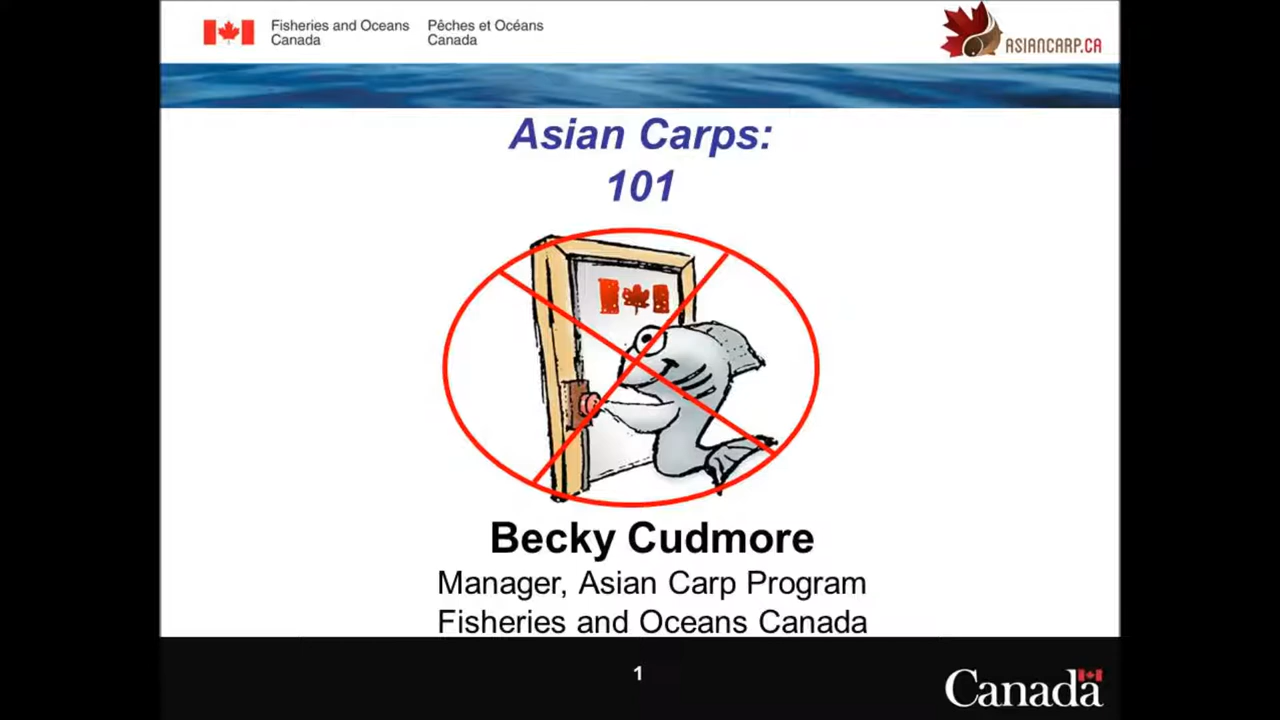 Fisheries and Oceans Pêches et Océans
Canada Canada
ASIANCARP.CA
Asian Carps:
101
Becky Cudmore
Manager, Asian Carp Program
Fisheries and Oceans Canada
1
Canada